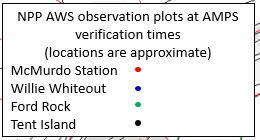 NPP AWS observation plots at AMPS
verification times
(locations are approximate)
McMurdo Station
Willie Whiteout
Ford Rock
Tent Island